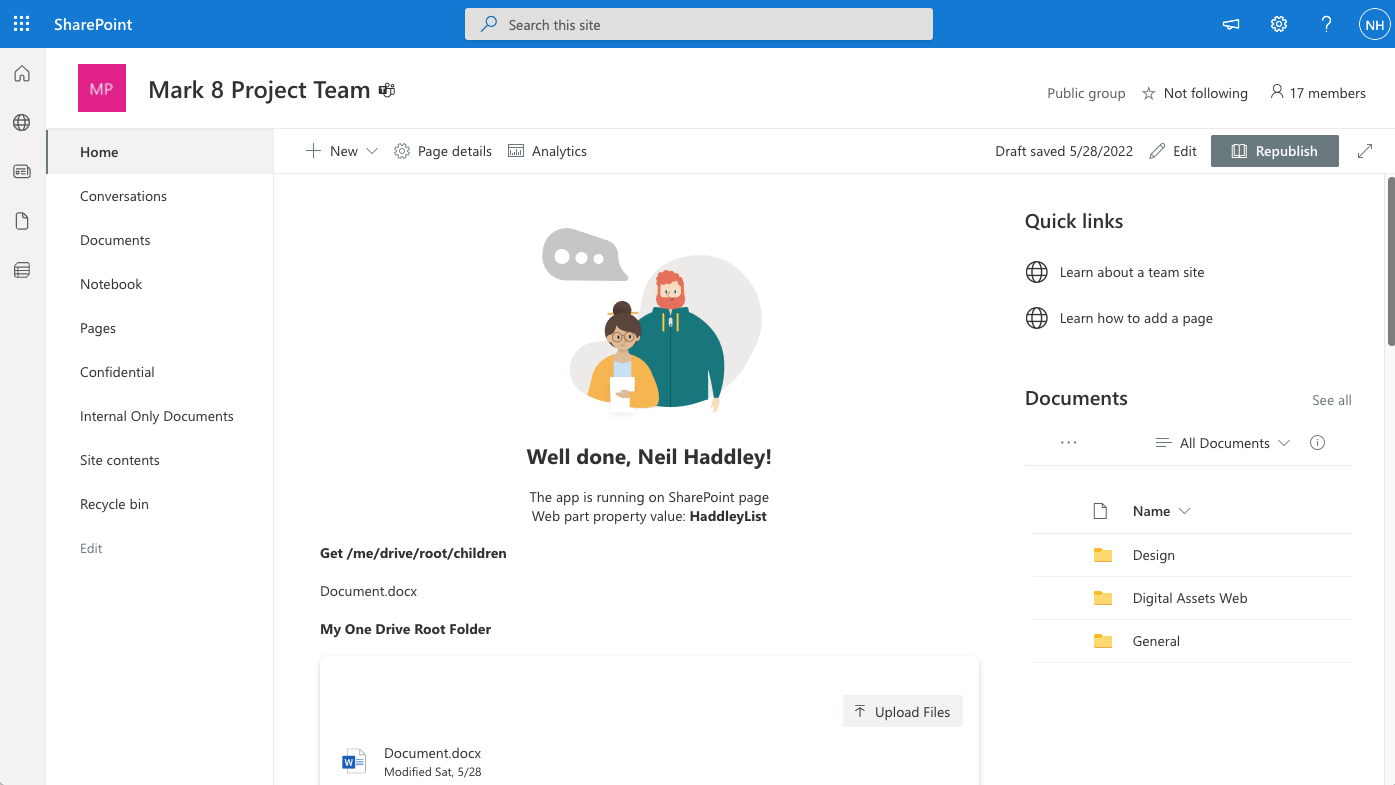 SharePoint
Search this site
NH
MP
Mark 8 Project Team
Public group
Not following
17 members
Home
Conversations
Documents
Notebook
Pages
Confidential
Internal Only Documents
Site contents
Recycle bin
Edit
New
Page details
Analytics
Draft saved 5/28/2022
Edit
Republish
Well done, Neil Haddley!
The app is running on SharePoint page
Web part property value: HaddleyList
Get /me/drive/root/children
Document.docx
My One Drive Root Folder
Upload Files
W
Document.docx
Modified Sat, 5/28
Quick links
Learn about a team site
Learn how to add a page
Documents
See all
All Documents
Name
Design
Digital Assets Web
General